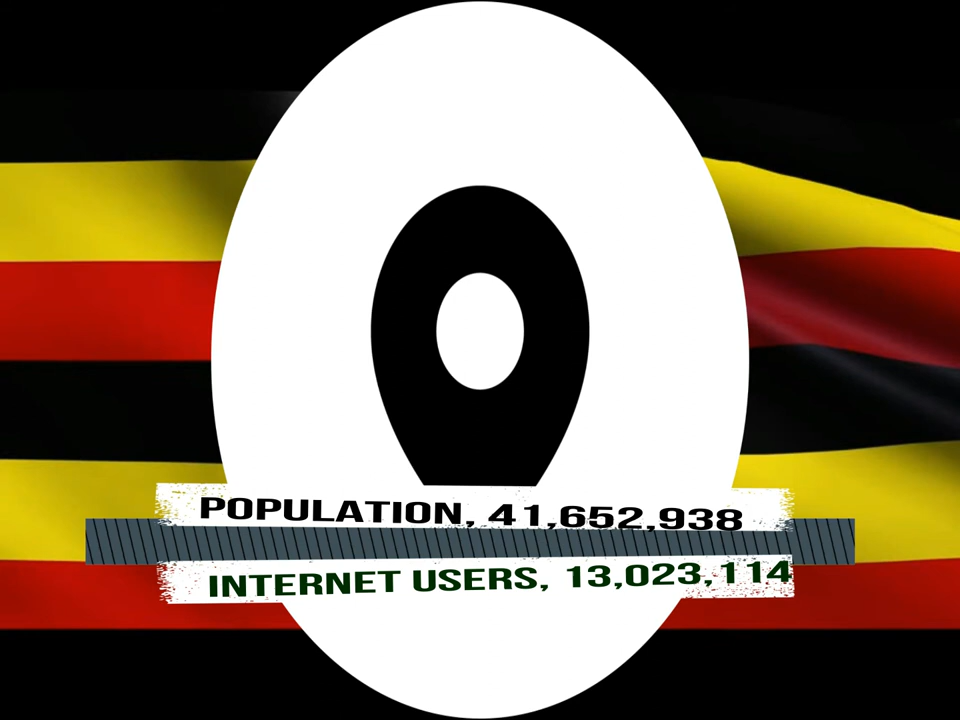 POPULATION, 41,652,938
INTERNET USERS, 13,023,114